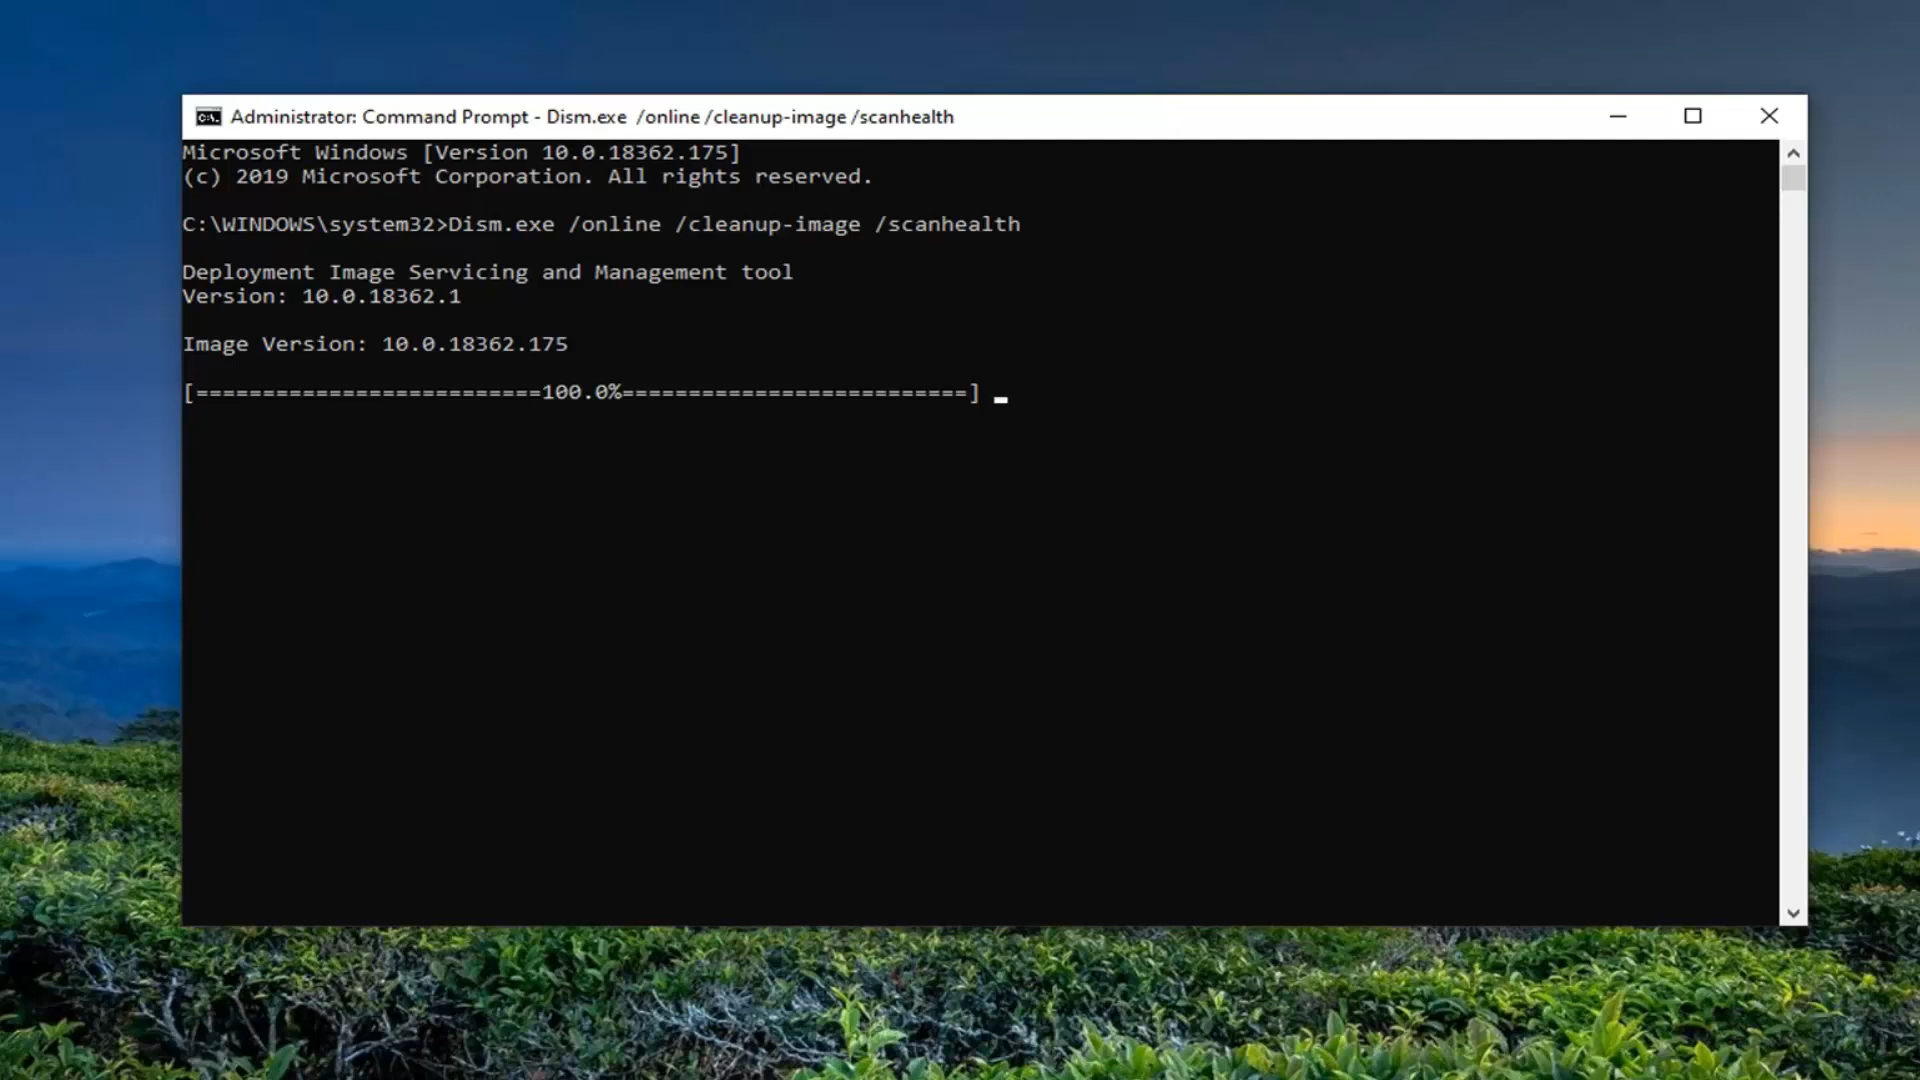 Administrator: Command Prompt - Dism.exe /online /cleanup-image /scanhealth
Microsoft Windows [Version 10.0.18362.175]
(c) 2019 Microsoft Corporation. All rights reserved.
C:\WINDOWS\system32>Dism.exe /online /cleanup-image /scanhealth
Deployment Image Servicing and Management tool
Version: 10.0.18362.1
Image Version: 10.0.18362.175
[==========================100.0%==========================]